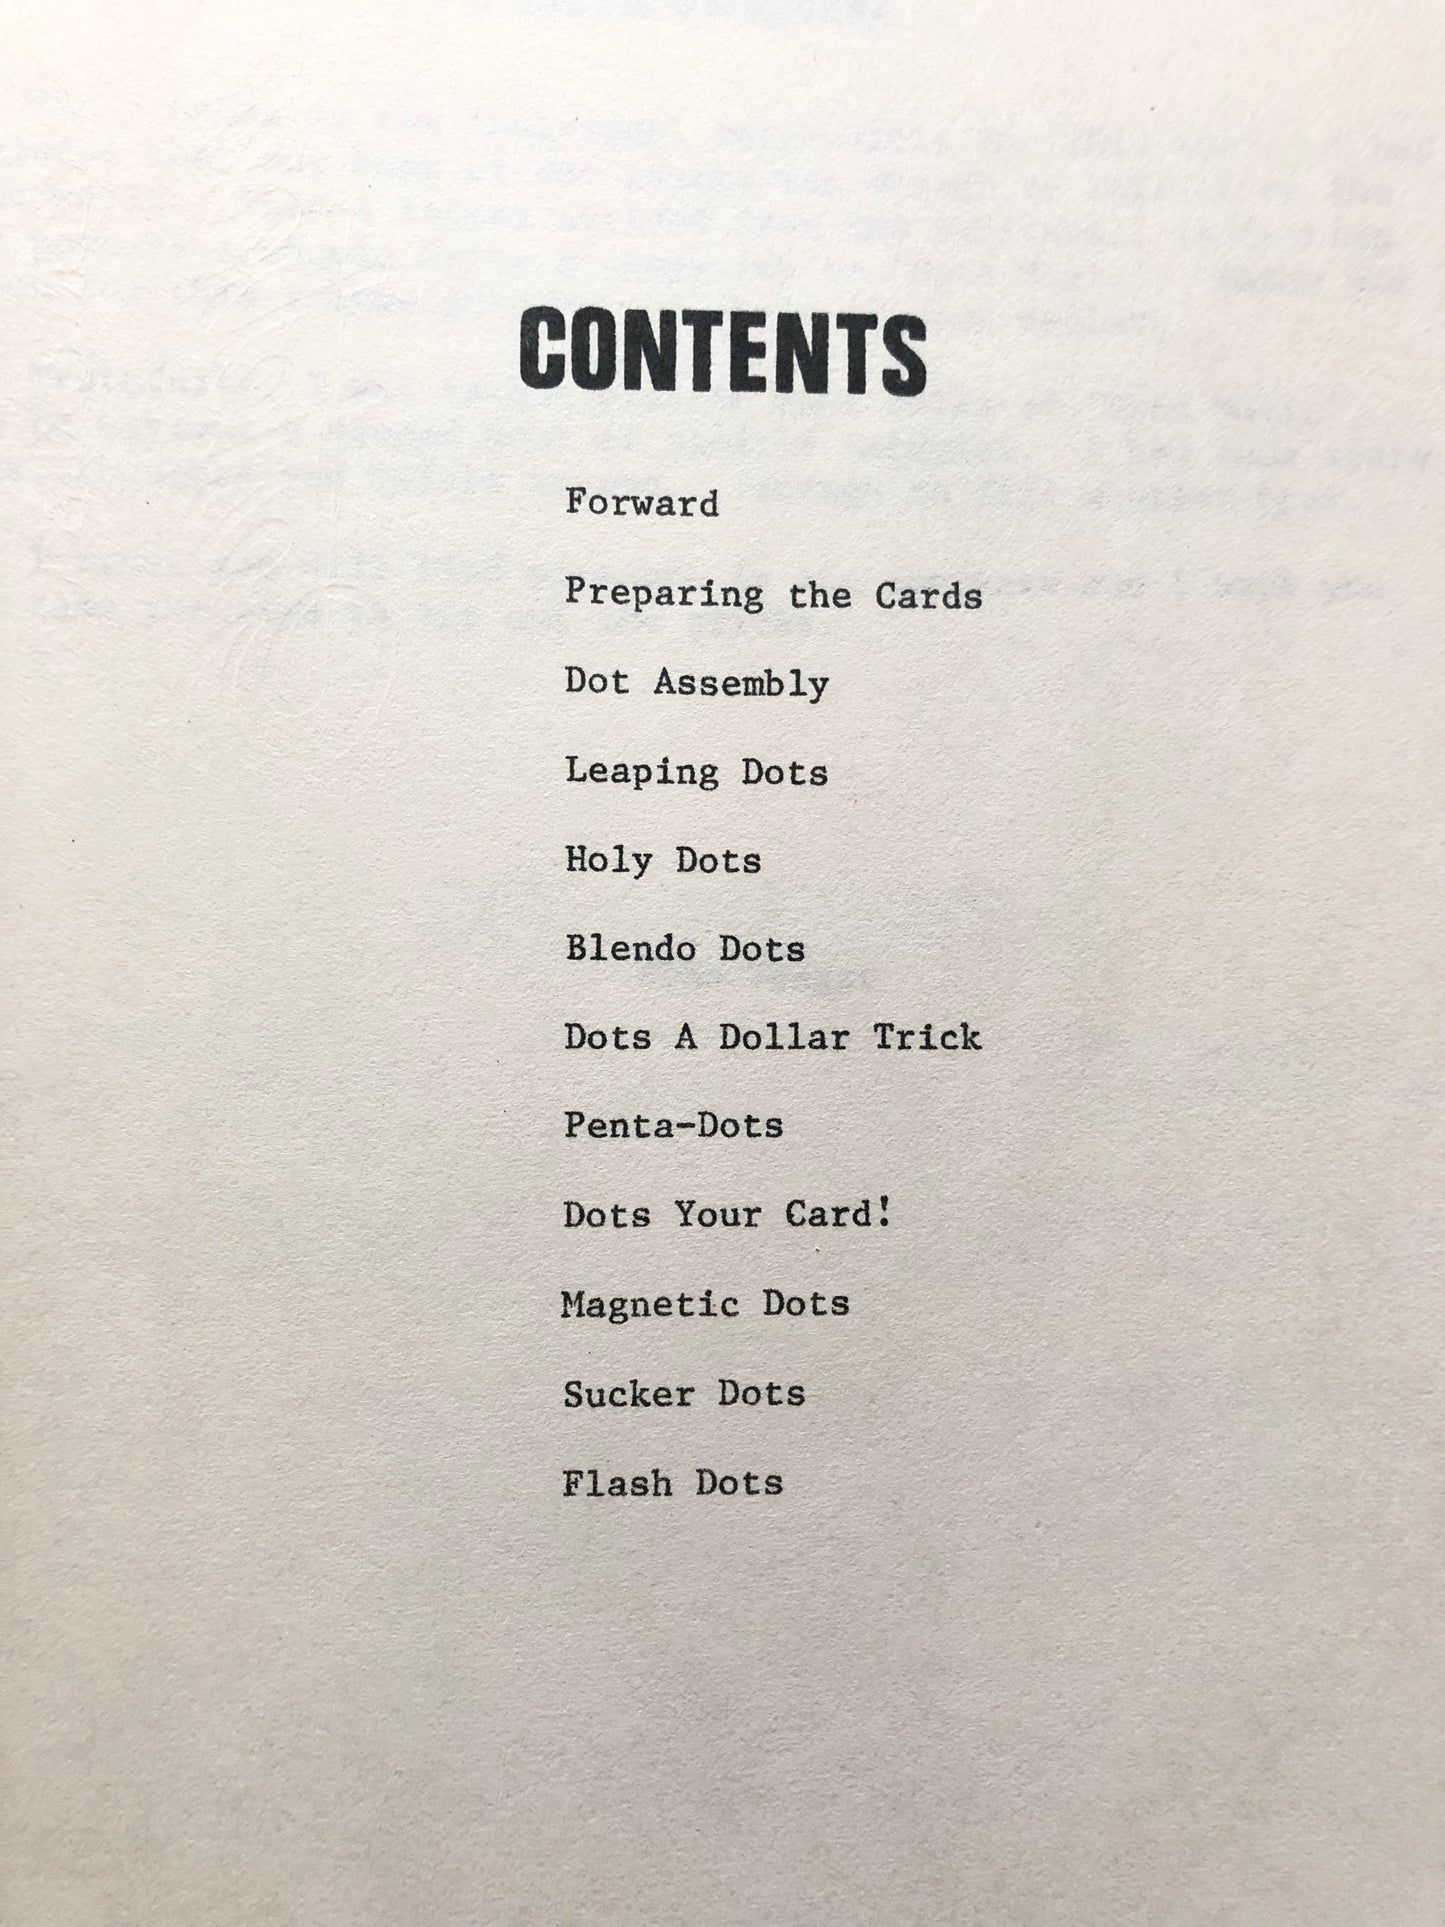 CONTENTS
Forward
Preparing the Cards
Dot Assembly
Leaping Dots
Holy Dots
Blendo Dots
Dots A Dollar Trick
Penta-Dots
Dots Your Card!
Magnetic Dots
Sucker Dots
Flash Dots